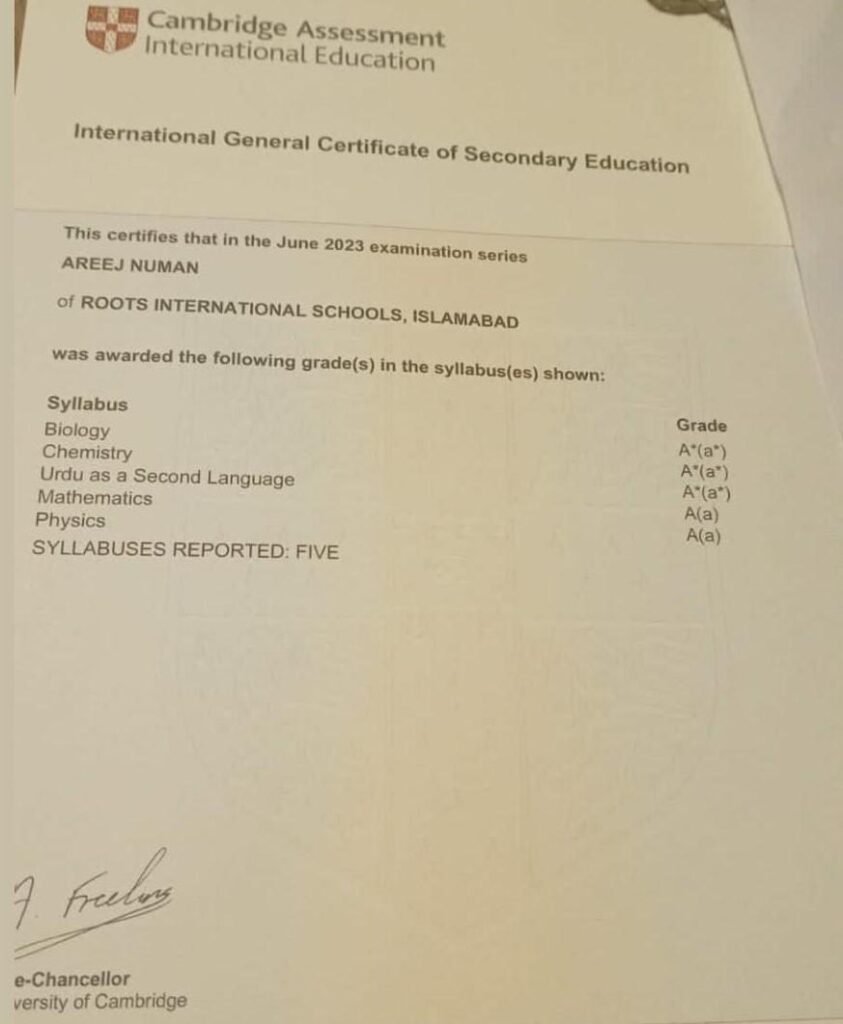 Cambridge Assessment
International Education
International General Certificate of Secondary Education
This certifies that in the June 2023 examination series
AREEJ NUMAN
of ROOTS INTERNATIONAL SCHOOLS, ISLAMABAD
was awarded the following grade(s) in the syllabus(es) shown:
Syllabus Grade
Biology A*(a*)
Chemistry A*(a*)
Urdu as a Second Language A*(a*)
Mathematics A(a)
Physics A(a)
SYLLABUSES REPORTED: FIVE
e-Chancellor
versity of Cambridge